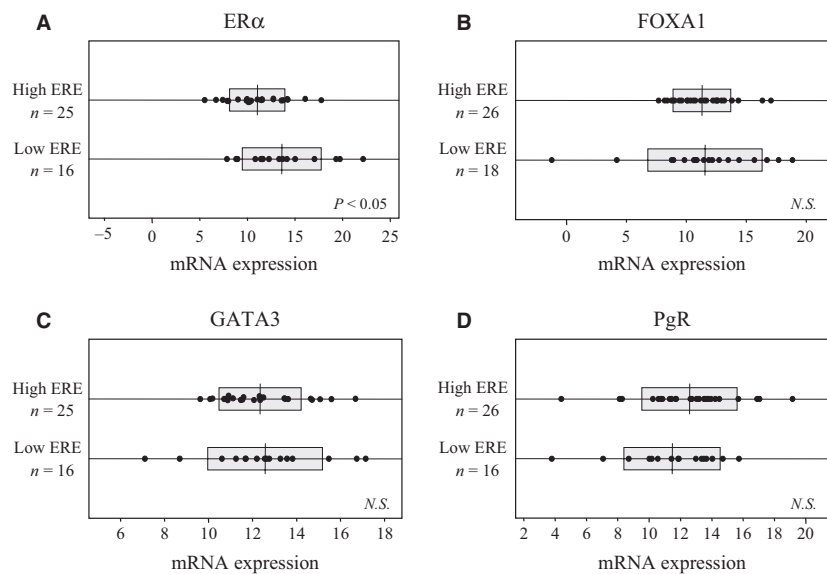 A
ERα
High ERE
n = 25
Low ERE
n = 16
P < 0.05
−5 0 5 10 15 20 25
mRNA expression
B
FOXA1
High ERE
n = 26
Low ERE
n = 18
N.S.
0 5 10 15 20
mRNA expression
C
GATA3
High ERE
n = 25
Low ERE
n = 16
N.S.
6 8 10 12 14 16 18
mRNA expression
D
PgR
High ERE
n = 26
Low ERE
n = 16
N.S.
2 4 6 8 10 12 14 16 18 20
mRNA expression